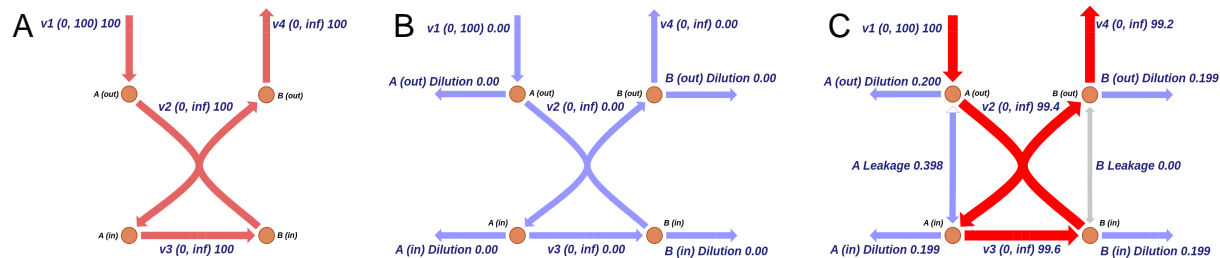 A
v1 (0, 100) 100
v4 (0, inf) 100
A (out)
B (out)
v2 (0, inf) 100
A (in)
B (in)
v3 (0, inf) 100
B
v1 (0, 100) 0.00
v4 (0, inf) 0.00
A (out) Dilution 0.00
B (out) Dilution 0.00
A (out)
B (out)
v2 (0, inf) 0.00
A (in)
B (in)
A (in) Dilution 0.00
v3 (0, inf) 0.00
B (in) Dilution 0.00
C
v1 (0, 100) 100
v4 (0, inf) 99.2
A (out) Dilution 0.200
B (out) Dilution 0.199
A (out)
B (out)
v2 (0, inf) 99.4
A Leakage 0.398
B Leakage 0.00
A (in)
B (in)
A (in) Dilution 0.199
v3 (0, inf) 99.6
B (in) Dilution 0.199